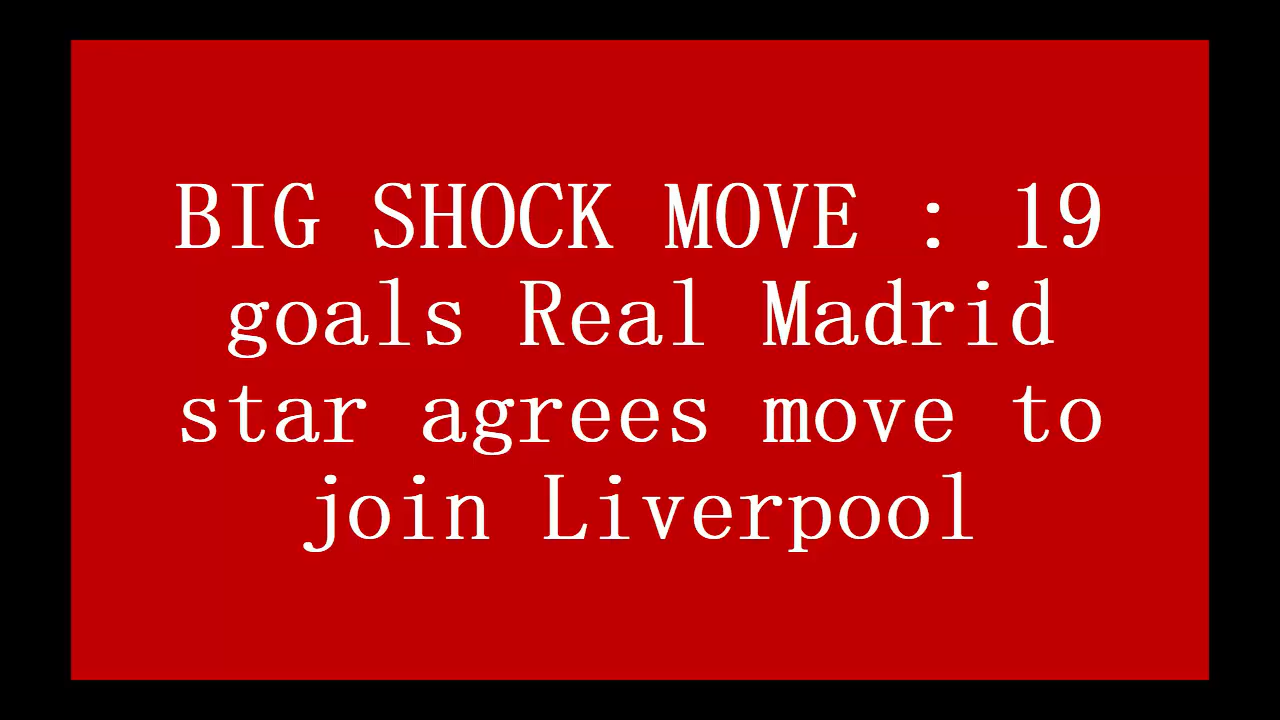 BIG SHOCK MOVE : 19
goals Real Madrid
star agrees move to
join Liverpool